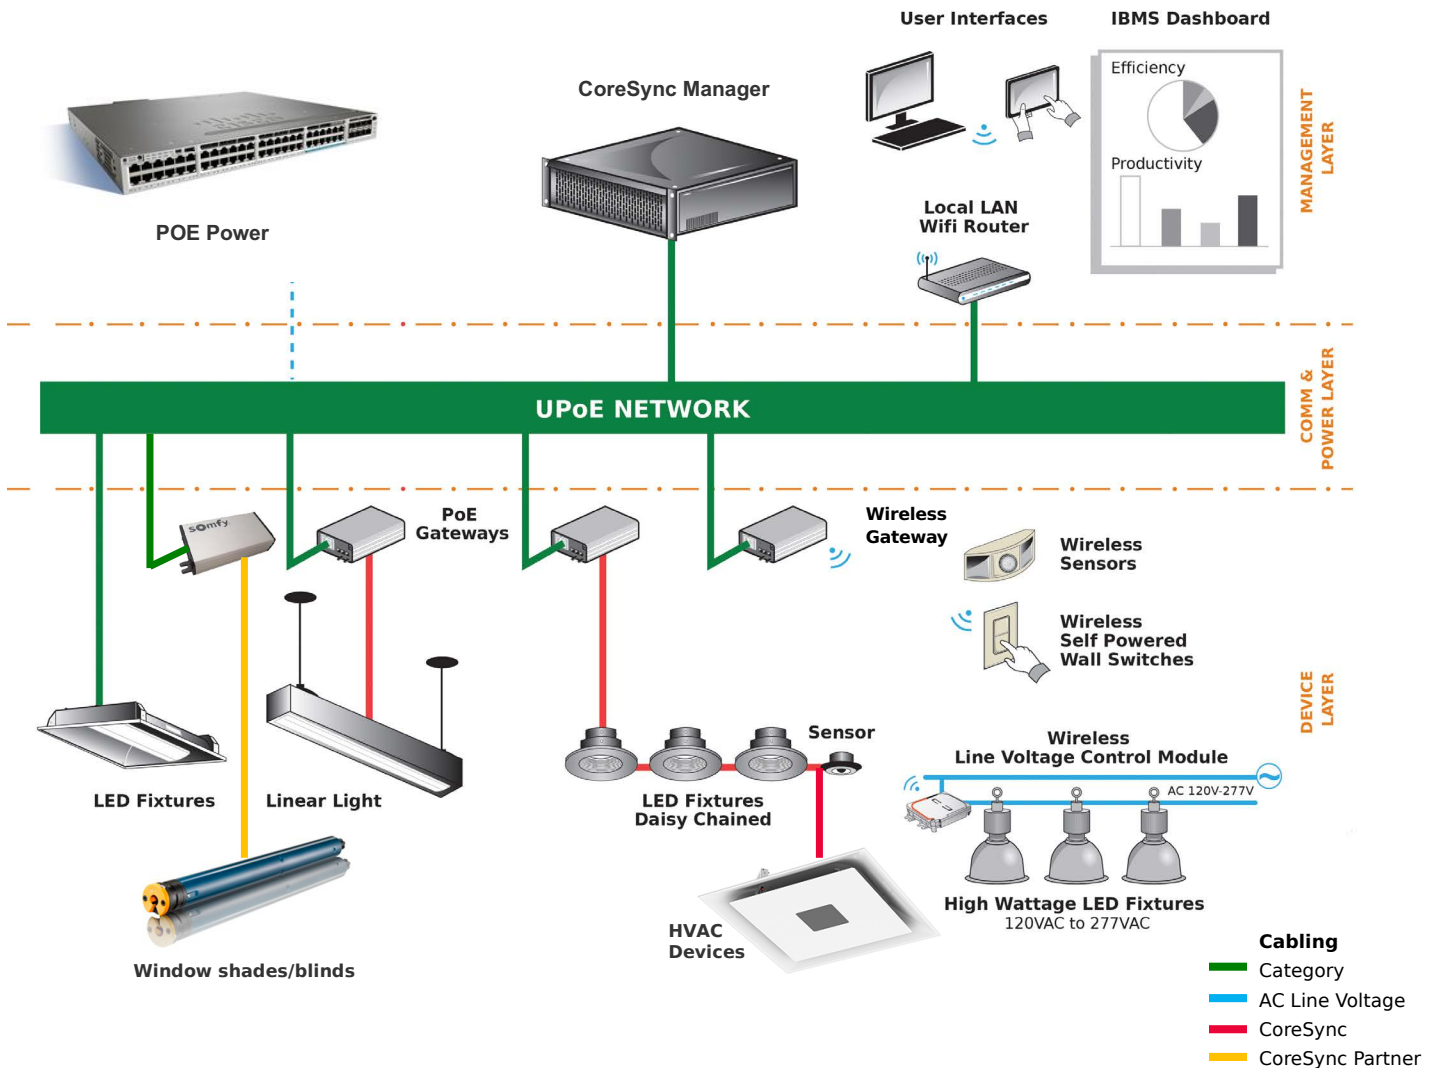 User Interfaces
IBMS Dashboard
Efficiency
CoreSync Manager
Productivity
MANAGEMENT
LAYER
Local LAN
Wifi Router
POE Power
UPoE NETWORK
COMM &
POWER LAYER
somfy
PoE
Gateways
Wireless
Gateway
Wireless
Sensors
Wireless
Self Powered
Wall Switches
DEVICE
LAYER
Sensor
Wireless
Line Voltage Control Module
AC 120V-277V
LED Fixtures
Linear Light
LED Fixtures
Daisy Chained
High Wattage LED Fixtures
120VAC to 277VAC
HVAC
Devices
Window shades/blinds
Cabling
Category
AC Line Voltage
CoreSync
CoreSync Partner